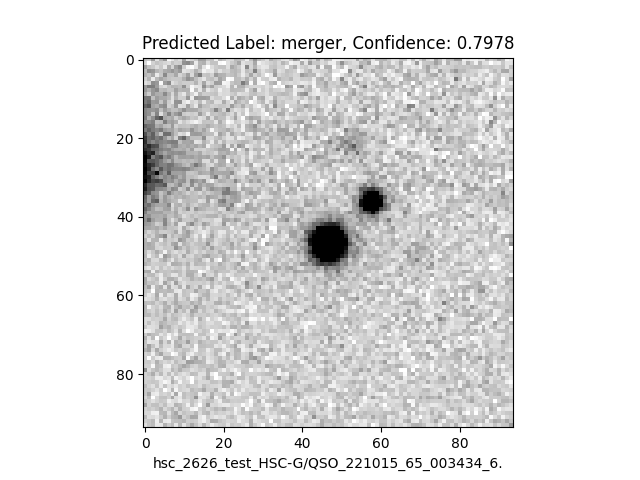 Predicted Label: merger, Confidence: 0.7978
0
20
40
60
80
0 20 40 60 80
hsc_2626_test_HSC-G/QSO_221015_65_003434_6.